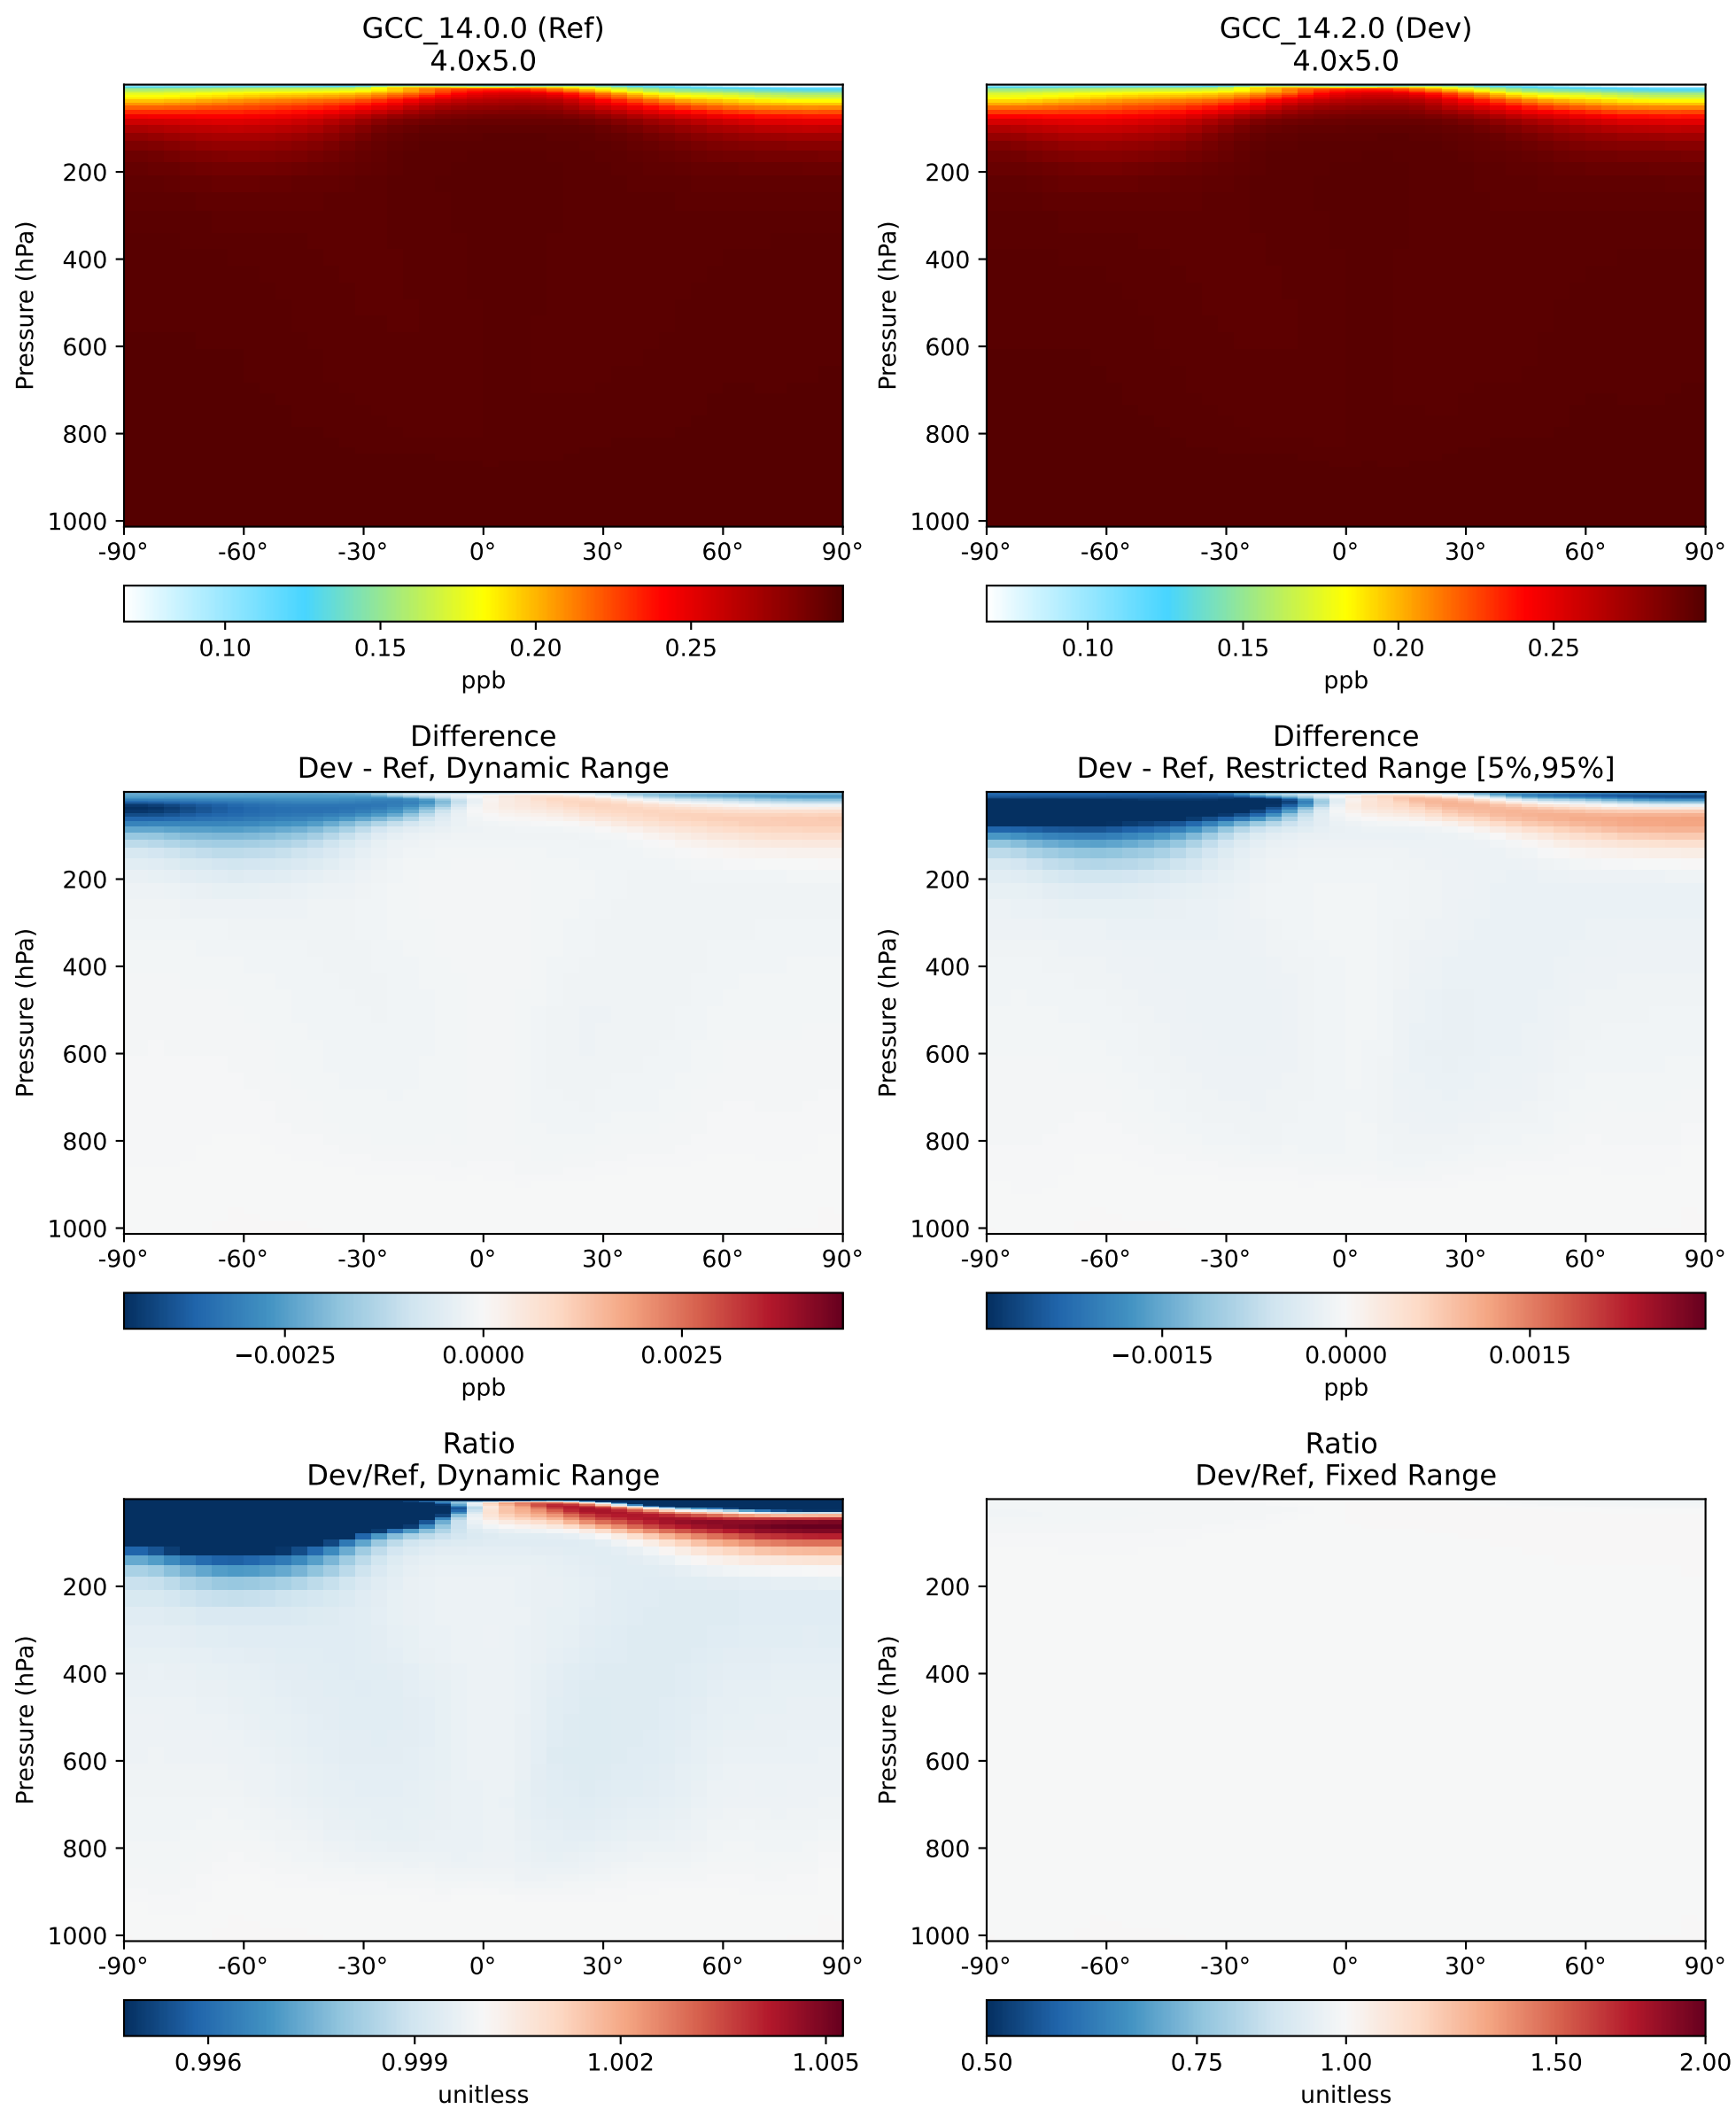 GCC_14.0.0 (Ref)
4.0x5.0
Pressure (hPa)
200
400
600
800
1000
-90° -60° -30° 0° 30° 60° 90°
0.10 0.15 0.20 0.25
ppb
GCC_14.2.0 (Dev)
4.0x5.0
Pressure (hPa)
200
400
600
800
1000
-90° -60° -30° 0° 30° 60° 90°
0.10 0.15 0.20 0.25
ppb
Difference
Dev - Ref, Dynamic Range
Pressure (hPa)
200
400
600
800
1000
-90° -60° -30° 0° 30° 60° 90°
−0.0025 0.0000 0.0025
ppb
Difference
Dev - Ref, Restricted Range [5%,95%]
Pressure (hPa)
200
400
600
800
1000
-90° -60° -30° 0° 30° 60° 90°
−0.0015 0.0000 0.0015
ppb
Ratio
Dev/Ref, Dynamic Range
Pressure (hPa)
200
400
600
800
1000
-90° -60° -30° 0° 30° 60° 90°
0.996 0.999 1.002 1.005
unitless
Ratio
Dev/Ref, Fixed Range
Pressure (hPa)
200
400
600
800
1000
-90° -60° -30° 0° 30° 60° 90°
0.50 0.75 1.00 1.50 2.00
unitless